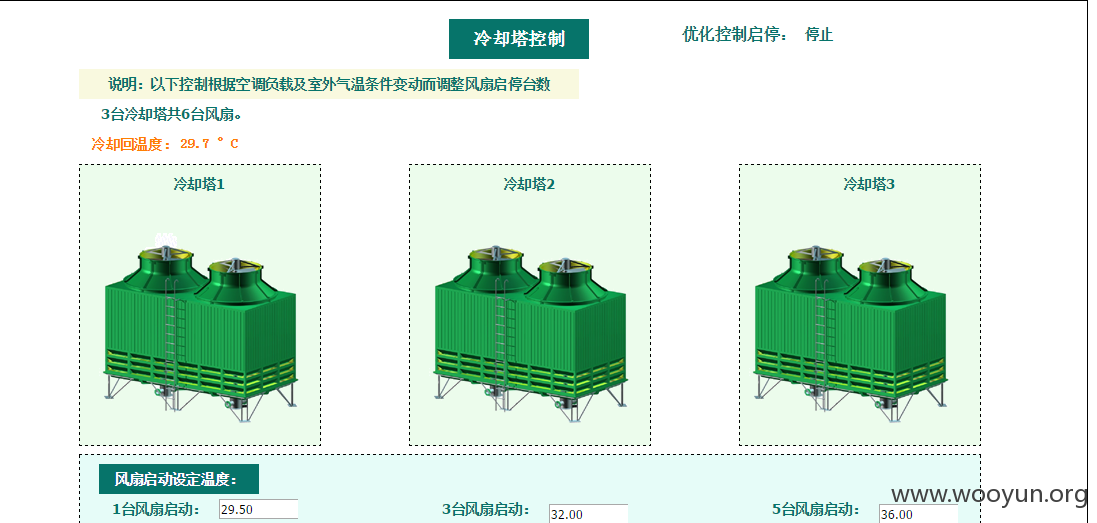 冷却塔控制
优化控制启停： 停止
说明：以下控制根据空调负载及室外气温条件变动而调整风扇启停台数
3台冷却塔共6台风扇。
冷却回温度：29.7 °C
冷却塔1
冷却塔2
冷却塔3
风扇启动设定温度：
www.wooyun.org
1台风扇启动： 29.50
3台风扇启动： 32.00
5台风扇启动： 36.00